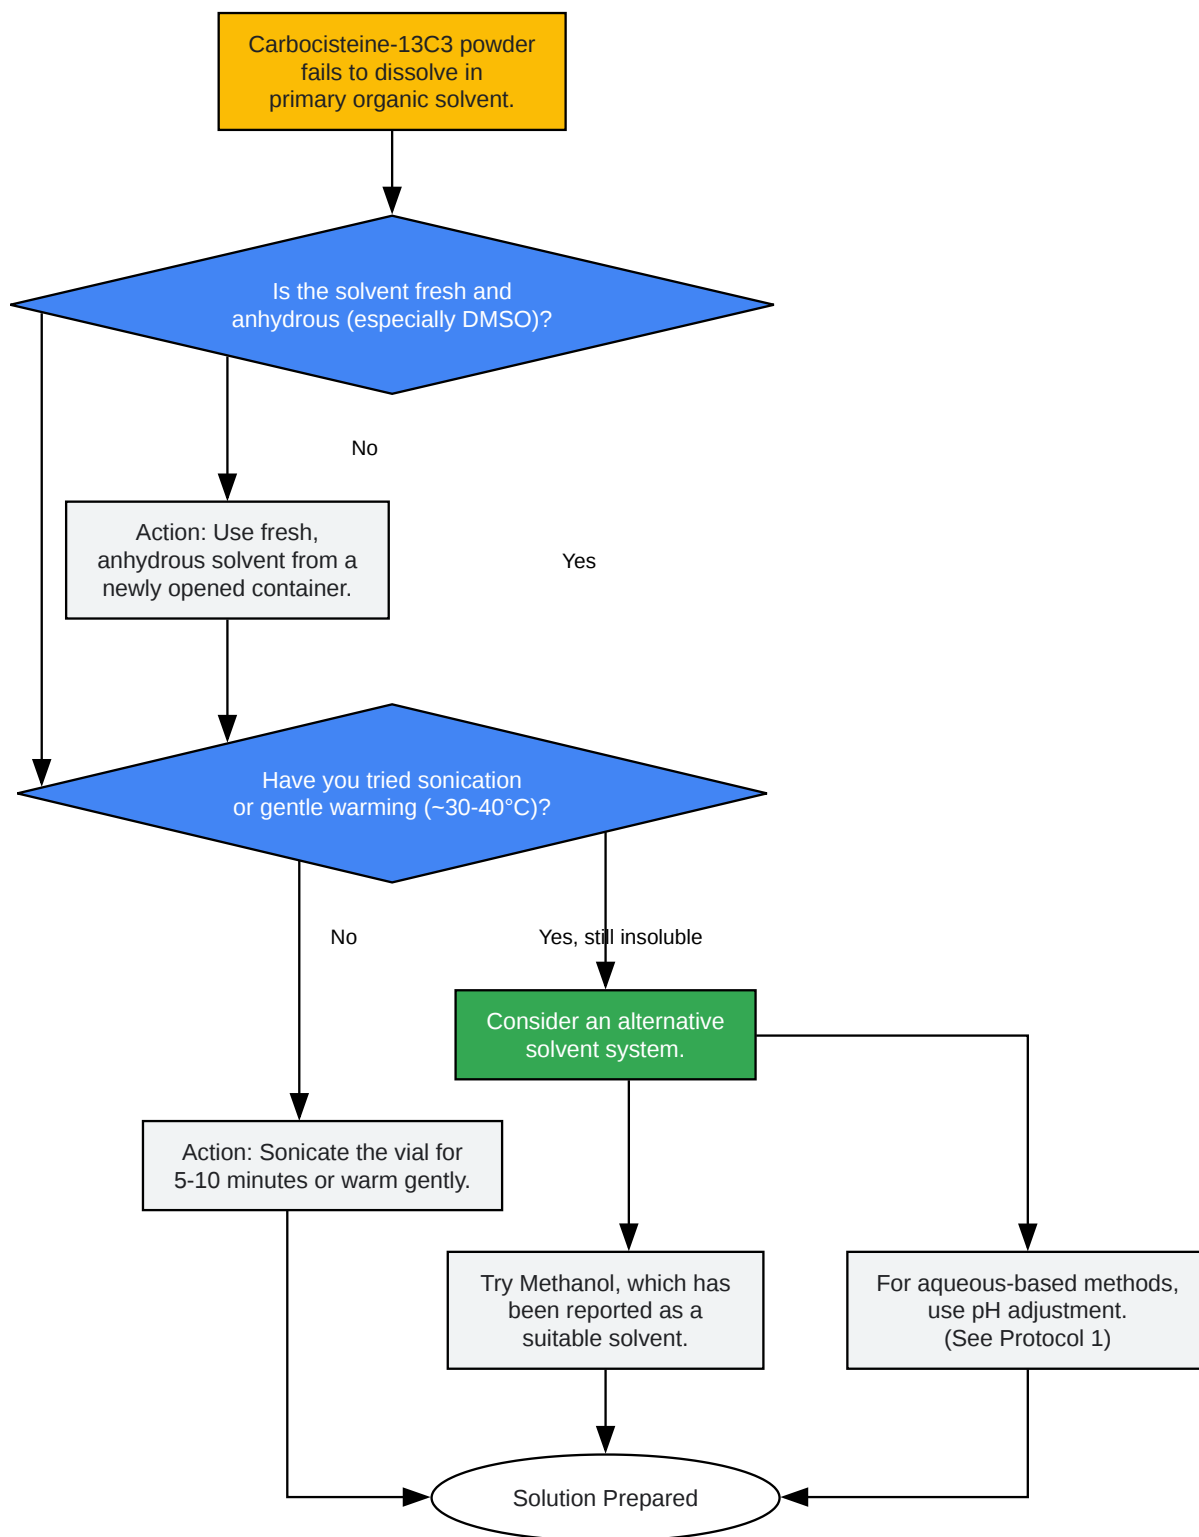 Carbocisteine-13C3 powder
fails to dissolve in
primary organic solvent.
Is the solvent fresh and
anhydrous (especially DMSO)?
No
Action: Use fresh,
anhydrous solvent from a
newly opened container.
Yes
Have you tried sonication
or gentle warming (~30-40°C)?
No
Yes, still insoluble
Consider an alternative
solvent system.
Action: Sonicate the vial for
5-10 minutes or warm gently.
Try Methanol, which has
been reported as a
suitable solvent.
For aqueous-based methods,
use pH adjustment.
(See Protocol 1)
Solution Prepared